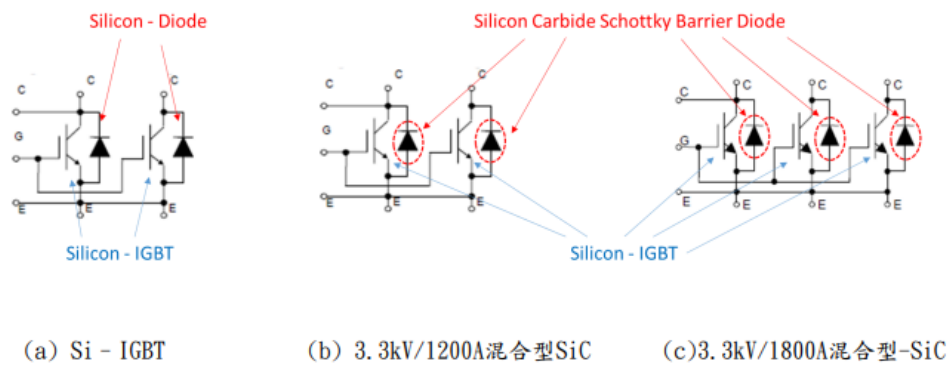 Silicon - Diode
Silicon Carbide Schottky Barrier Diode
C
C
C
G
E
E
E
C
C
C
G
E
E
E
C
C
C
C
G
E
E
E
E
Silicon - IGBT
Silicon - IGBT
(a) Si - IGBT
(b) 3.3kV/1200A混合型SiC
(c)3.3kV/1800A混合型-SiC